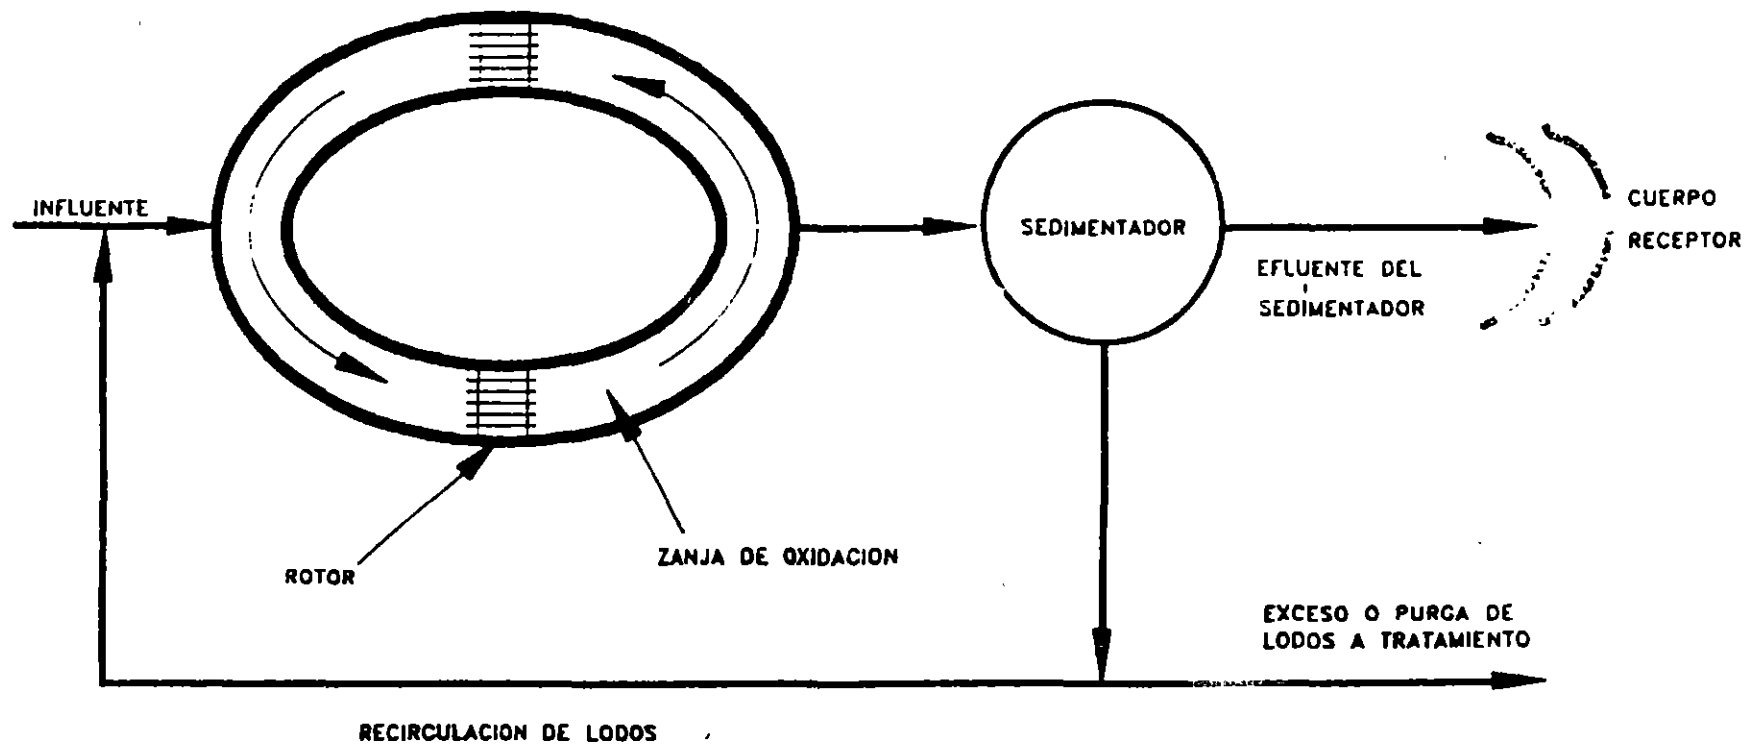 INFLUENTE
SEDIMENTADOR
CUERPO
RECEPTOR
EFLUENTE DEL
SEDIMENTADOR
ROTOR
ZANJA DE OXIDACION
EXCESO O PURGA DE
LODOS A TRATAMIENTO
RECIRCULACION DE LODOS